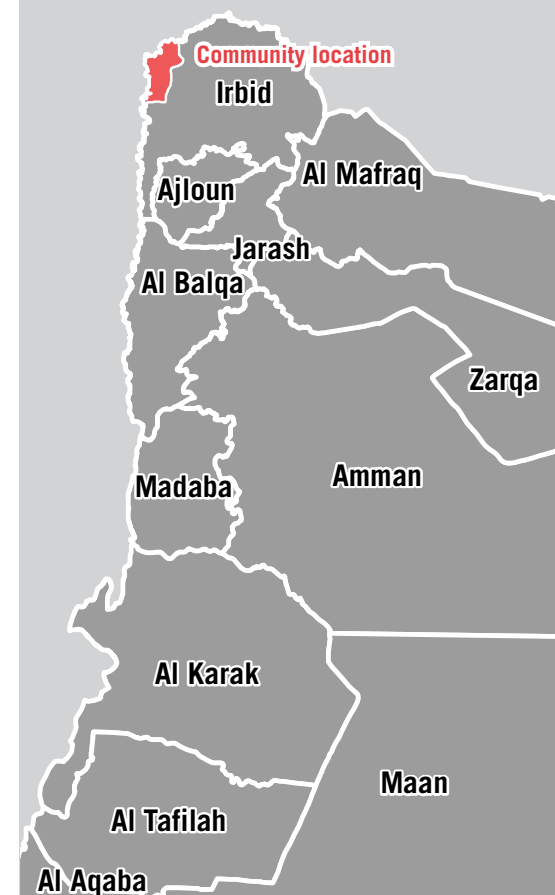 Community location
Irbid
Al Mafraq
Ajloun
Jarash
Al Balqa
Zarqa
Amman
Madaba
Al Karak
Maan
Al Tafilah
Al Aqaba